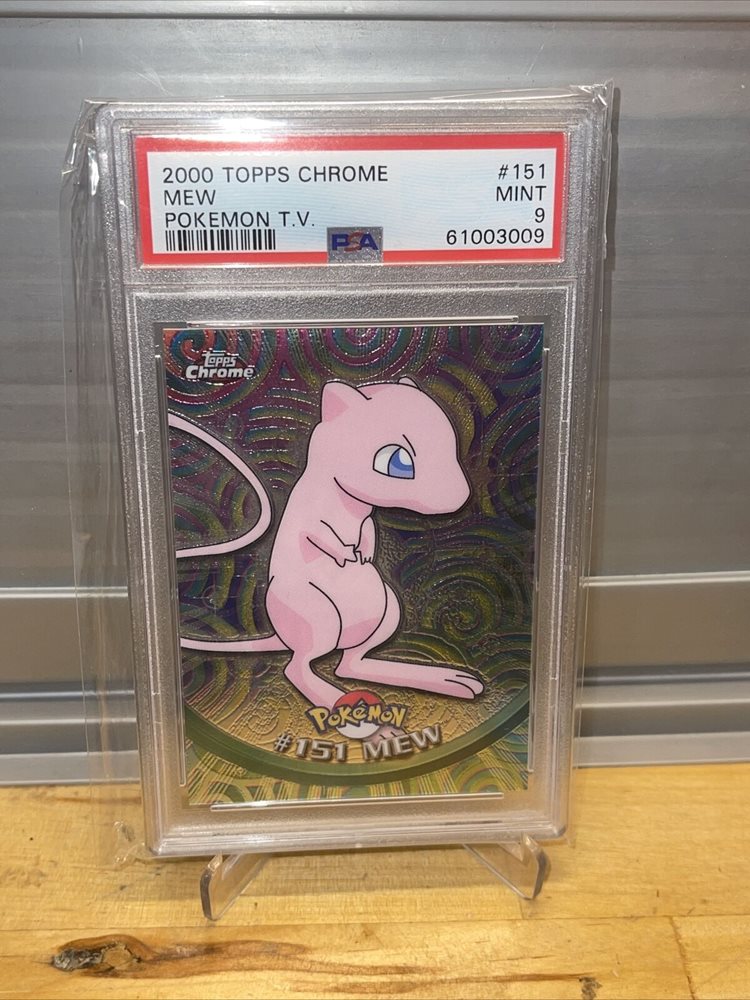 2000 TOPPS CHROME #151
MEW MINT
POKEMON T.V. 9
PSA 61003009
Topps
Chrome
POKéMON
#151 MEW